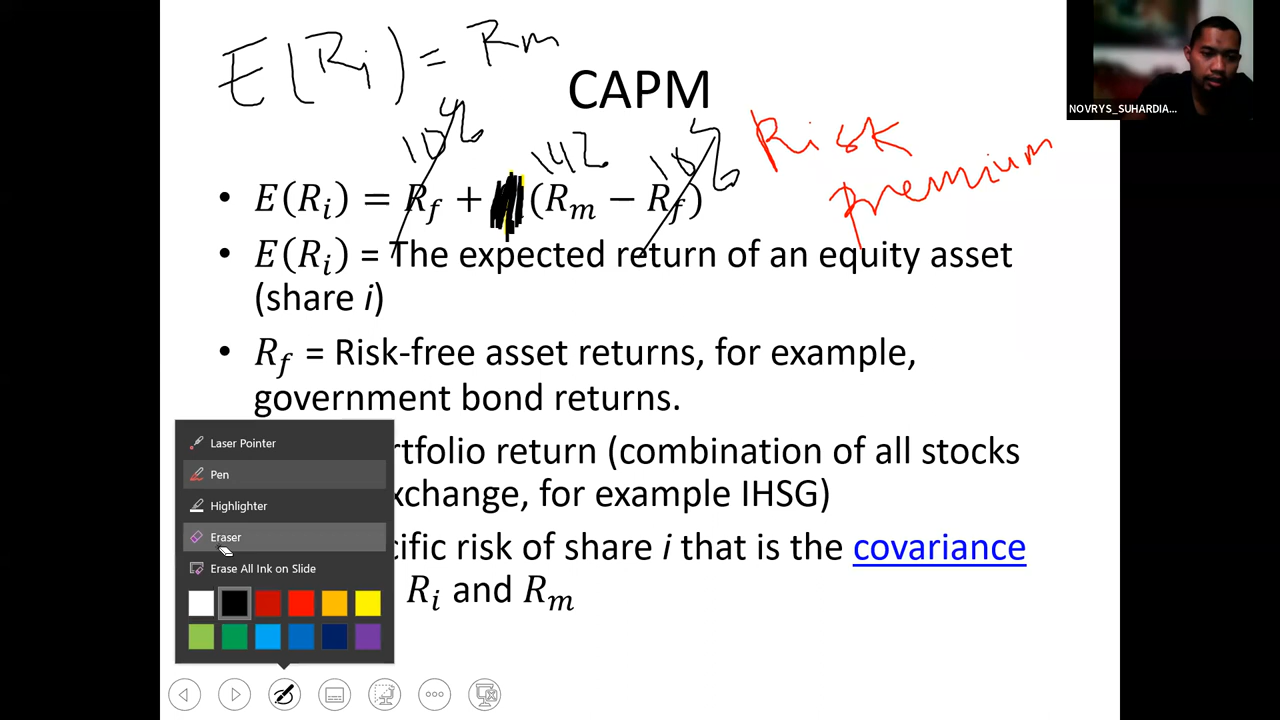 E(Ri) = Rm
CAPM
NOVRYS_SUHARDIA...
10% 14% 10%
Risk
Premium
• E(Ri) = Rf + (Rm − Rf)
• E(Ri) = The expected return of an equity asset
(share i)
• Rf = Risk-free asset returns, for example,
government bond returns.
rtfolio return (combination of all stocks
xchange, for example IHSG)
cific risk of share i that is the covariance
Ri and Rm
Laser Pointer
Pen
Highlighter
Eraser
Erase All Ink on Slide